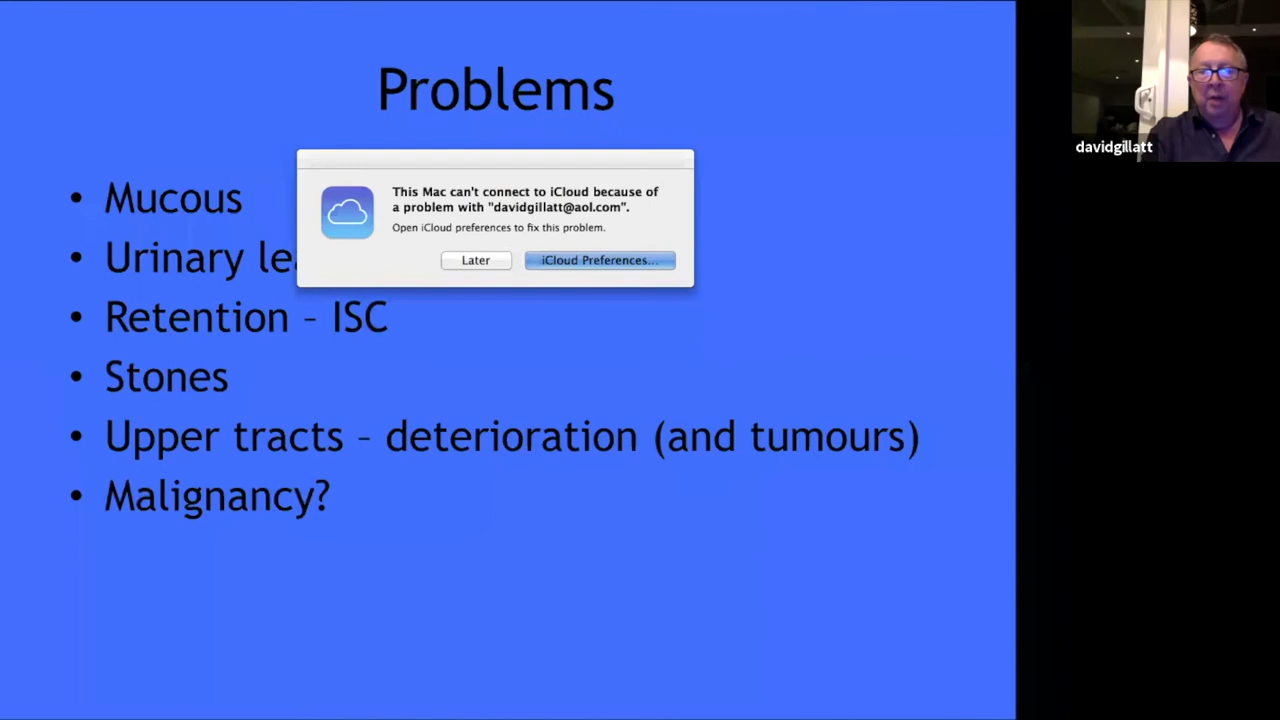 Problems
• Mucous
This Mac can't connect to iCloud because of
a problem with "davidgillatt@aol.com".
Open iCloud preferences to fix this problem.
Later
iCloud Preferences...
• Urinary
• Retention – ISC
• Stones
• Upper tracts – deterioration (and tumours)
• Malignancy?
davidgillatt